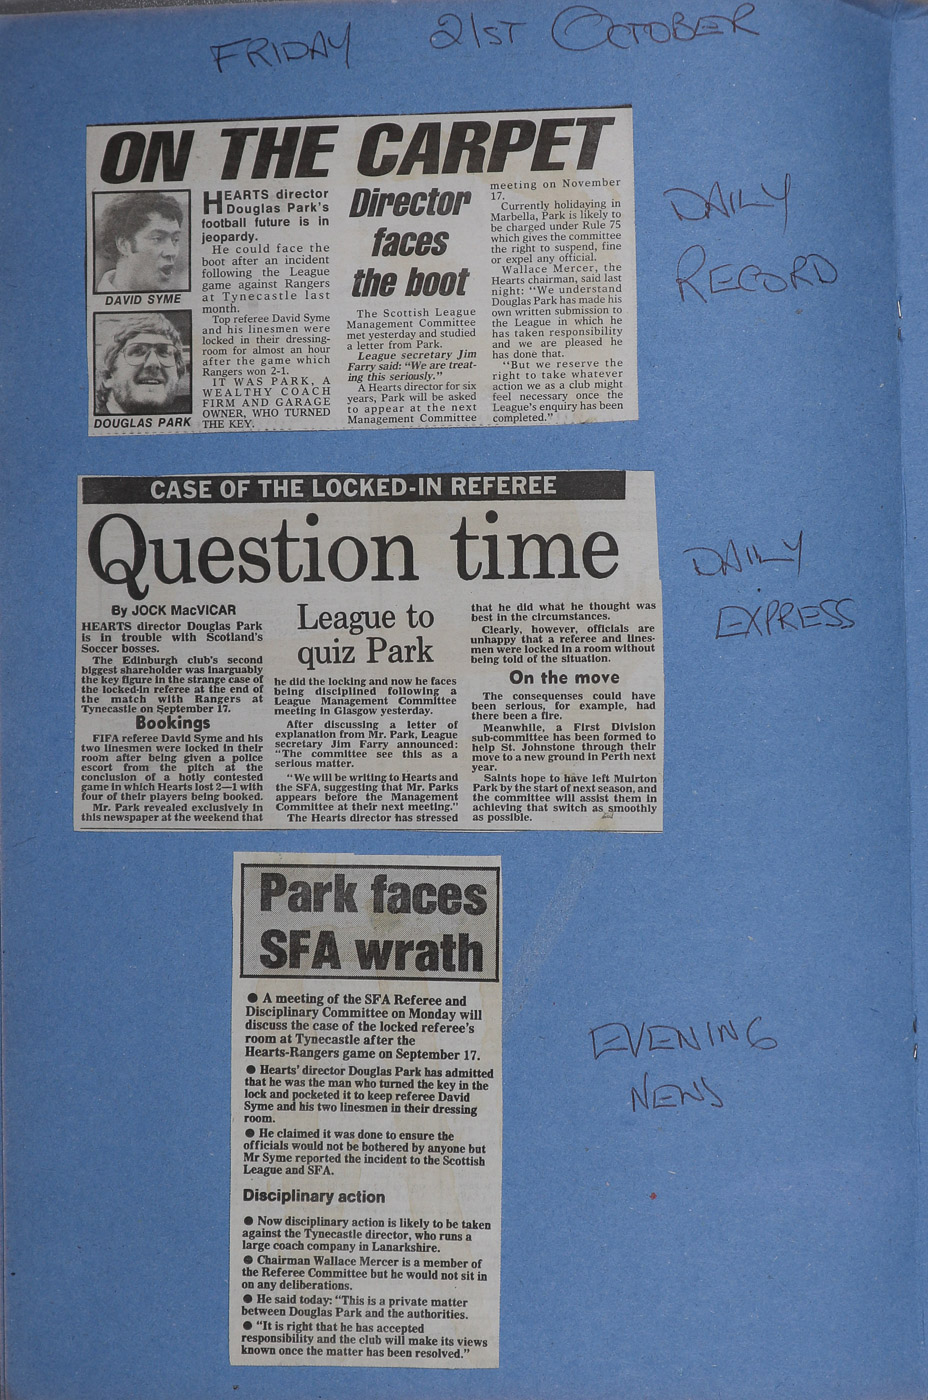 FRIDAY 21ST OCTOBER
ON THE CARPET
DAVID SYME
DOUGLAS PARK
HEARTS director
Douglas Park's
football future is in
jeopardy.
He could face the
boot after an incident
following the League
game against Rangers
at Tynecastle last
month.
Top referee David Syme
and his linesmen were
locked in their dressing-
room for almost an hour
after the game which
Rangers won 2-1.
IT WAS PARK, A
WEALTHY COACH
FIRM AND GARAGE
OWNER, WHO TURNED
THE KEY.
Director
faces
the boot
The Scottish League
Management Committee
met yesterday and studied
a letter from Park.
League secretary Jim
Farry said: "We are treat-
ing this seriously."
A Hearts director for six
years, Park will be asked
to appear at the next
Management Committee
meeting on November
17.
Currently holidaying in
Marbella, Park is likely to
be charged under Rule 75
which gives the committee
the right to suspend, fine
or expel any official.
Wallace Mercer, the
Hearts chairman, said last
night: "We understand
Douglas Park has made his
own written submission to
the League in which he
has taken responsibility
and we are pleased he
has done that.
"But we reserve the
right to take whatever
action we as a club might
feel necessary once the
League's enquiry has been
completed."
DAILY
RECORD
CASE OF THE LOCKED-IN REFEREE
Question time
By JOCK MacVICAR
HEARTS director Douglas Park
is in trouble with Scotland's
Soccer bosses.
The Edinburgh club's second
biggest shareholder was inarguably
the key figure in the strange case of
the locked-in referee at the end of
the match with Rangers at
Tynecastle on September 17.
Bookings
FIFA referee David Syme and his
two linesmen were locked in their
room after being given a police
escort from the pitch at the
conclusion of a hotly contested
game in which Hearts lost 2—1 with
four of their players being booked.
Mr. Park revealed exclusively in
this newspaper at the weekend that
League to
quiz Park
he did the locking and now he faces
being disciplined following a
League Management Committee
meeting in Glasgow yesterday.
After discussing a letter of
explanation from Mr. Park, League
secretary Jim Farry announced:
"The committee see this as a
serious matter.
"We will be writing to Hearts and
the SFA, suggesting that Mr. Parks
appears before the Management
Committee at their next meeting."
The Hearts director has stressed
that he did what he thought was
best in the circumstances.
Clearly, however, officials are
unhappy that a referee and lines-
men were locked in a room without
being told of the situation.
On the move
The consequences could have
been serious, for example, had
there been a fire.
Meanwhile, a First Division
sub-committee has been formed to
help St. Johnstone through their
move to a new ground in Perth next
year.
Saints hope to have left Muirton
Park by the start of next season, and
the committee will assist them in
achieving that switch as smoothly
as possible.
DAILY
EXPRESS
Park faces
SFA wrath
● A meeting of the SFA Referee and
Disciplinary Committee on Monday will
discuss the case of the locked referee's
room at Tynecastle after the
Hearts-Rangers game on September 17.
● Hearts' director Douglas Park has admitted
that he was the man who turned the key in the
lock and pocketed it to keep referee David
Syme and his two linesmen in their dressing
room.
● He claimed it was done to ensure the
officials would not be bothered by anyone but
Mr Syme reported the incident to the Scottish
League and SFA.
Disciplinary action
● Now disciplinary action is likely to be taken
against the Tynecastle director, who runs a
large coach company in Lanarkshire.
● Chairman Wallace Mercer is a member of
the Referee Committee but he would not sit in
on any deliberations.
● He said today: "This is a private matter
between Douglas Park and the authorities.
● "It is right that he has accepted
responsibility and the club will make its views
known once the matter has been resolved."
EVENING
NEWS